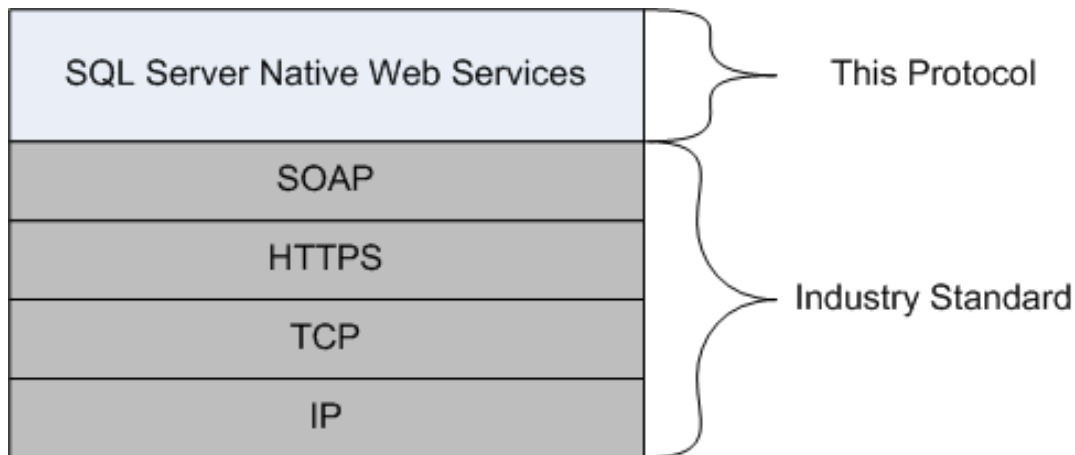 SQL Server Native Web Services
This Protocol
SOAP
HTTPS
TCP
IP
Industry Standard